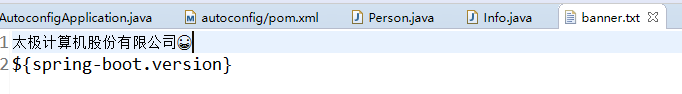 AutoconfigApplication.java autoconfig/pom.xml Person.java Info.java banner.txt
1 太极计算机股份有限公司😀
2 ${spring-boot.version}